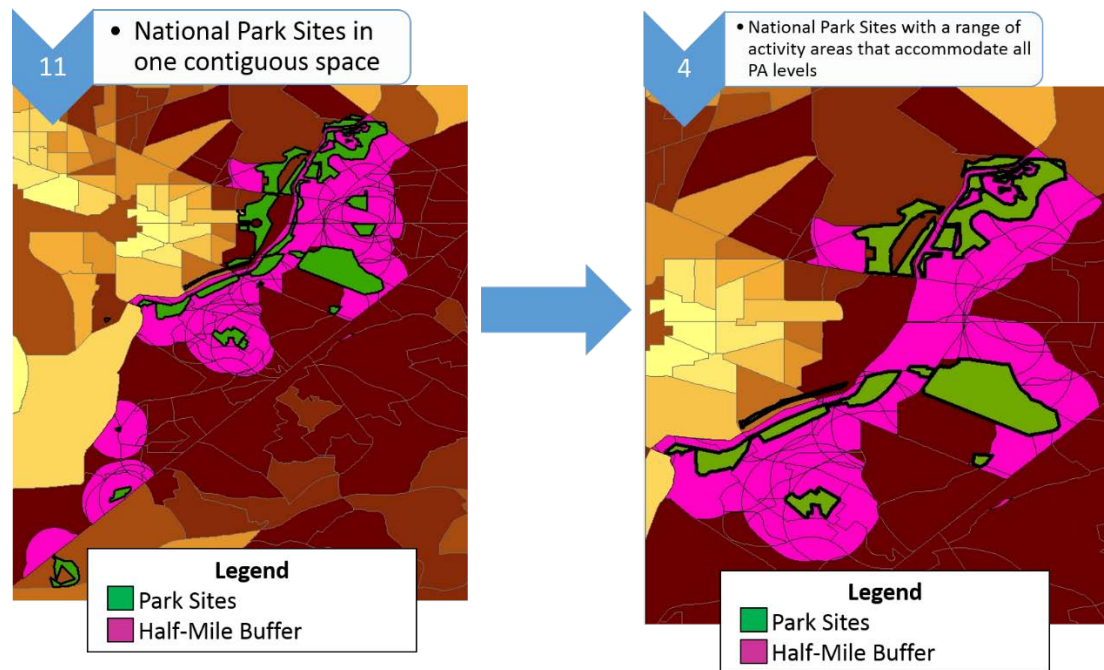 11
• National Park Sites in
one contiguous space
Legend
Park Sites
Half-Mile Buffer
4
• National Park Sites with a range of
activity areas that accommodate all
PA levels
Legend
Park Sites
Half-Mile Buffer